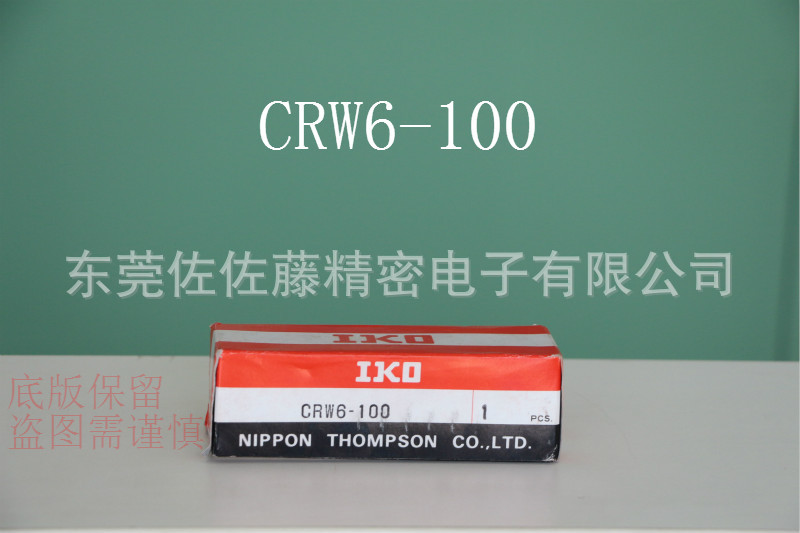 CRW6-100
东莞佐佐藤精密电子有限公司
IKO
IKO
CRW6-100 1 PCS.
NIPPON THOMPSON CO.,LTD.
底版保留
盗图需谨慎